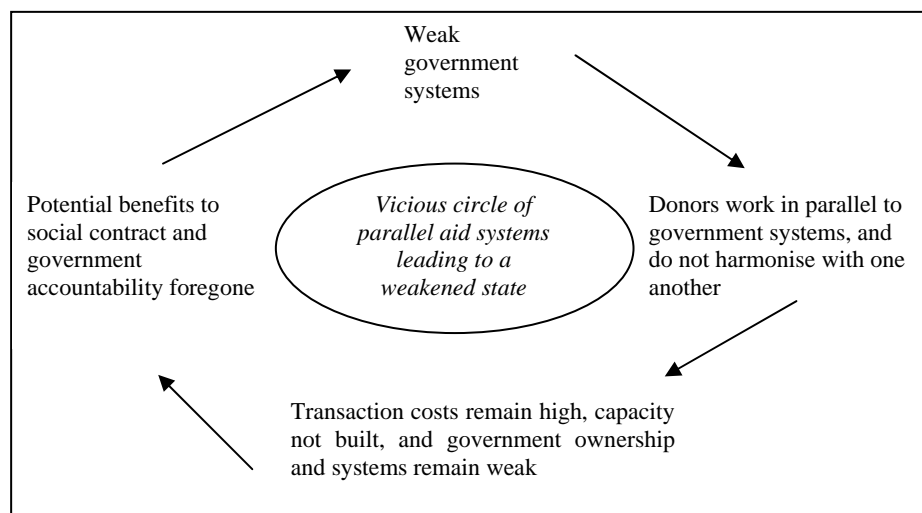 Weak
government
systems
Potential benefits to
social contract and
government
accountability foregone
Vicious circle of
parallel aid systems
leading to a
weakened state
Donors work in parallel to
government systems, and
do not harmonise with one
another
Transaction costs remain high, capacity
not built, and government ownership
and systems remain weak